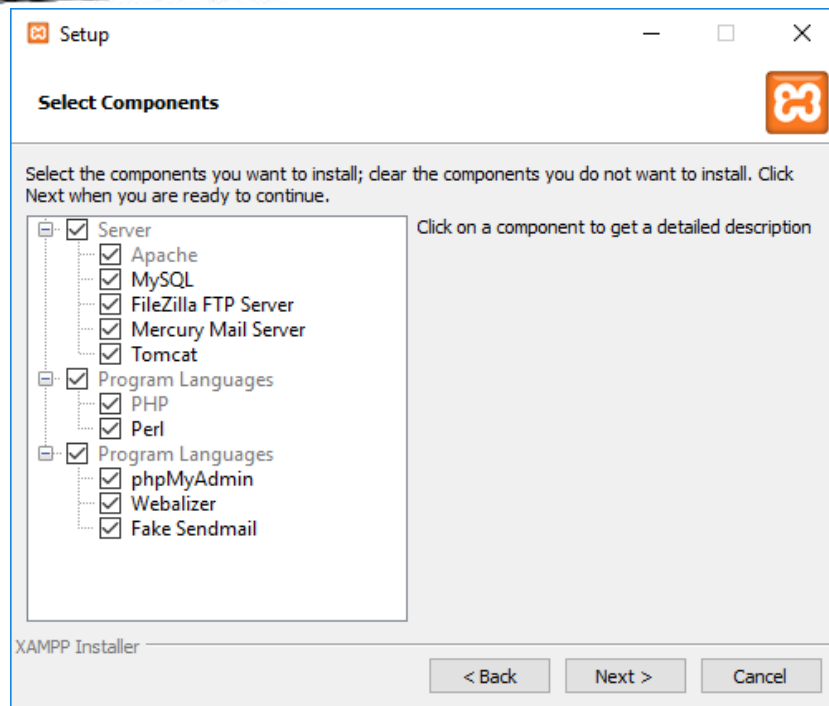 Setup
Select Components
Select the components you want to install; clear the components you do not want to install. Click
Next when you are ready to continue.
Server
Apache
MySQL
FileZilla FTP Server
Mercury Mail Server
Tomcat
Program Languages
PHP
Perl
Program Languages
phpMyAdmin
Webalizer
Fake Sendmail
Click on a component to get a detailed description
XAMPP Installer
< Back
Next >
Cancel